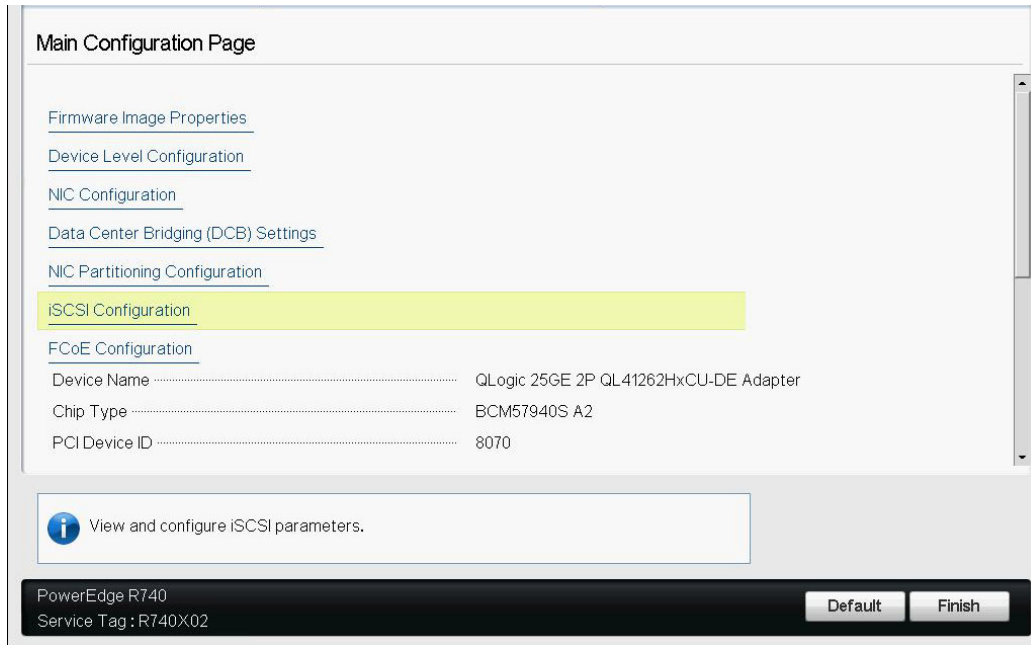 Main Configuration Page
Firmware Image Properties
Device Level Configuration
NIC Configuration
Data Center Bridging (DCB) Settings
NIC Partitioning Configuration
iSCSI Configuration
FCoE Configuration
Device Name QLogic 25GE 2P QL41262HxCU-DE Adapter
Chip Type BCM57940S A2
PCI Device ID 8070
View and configure iSCSI parameters.
PowerEdge R740
Service Tag : R740X02
Default Finish